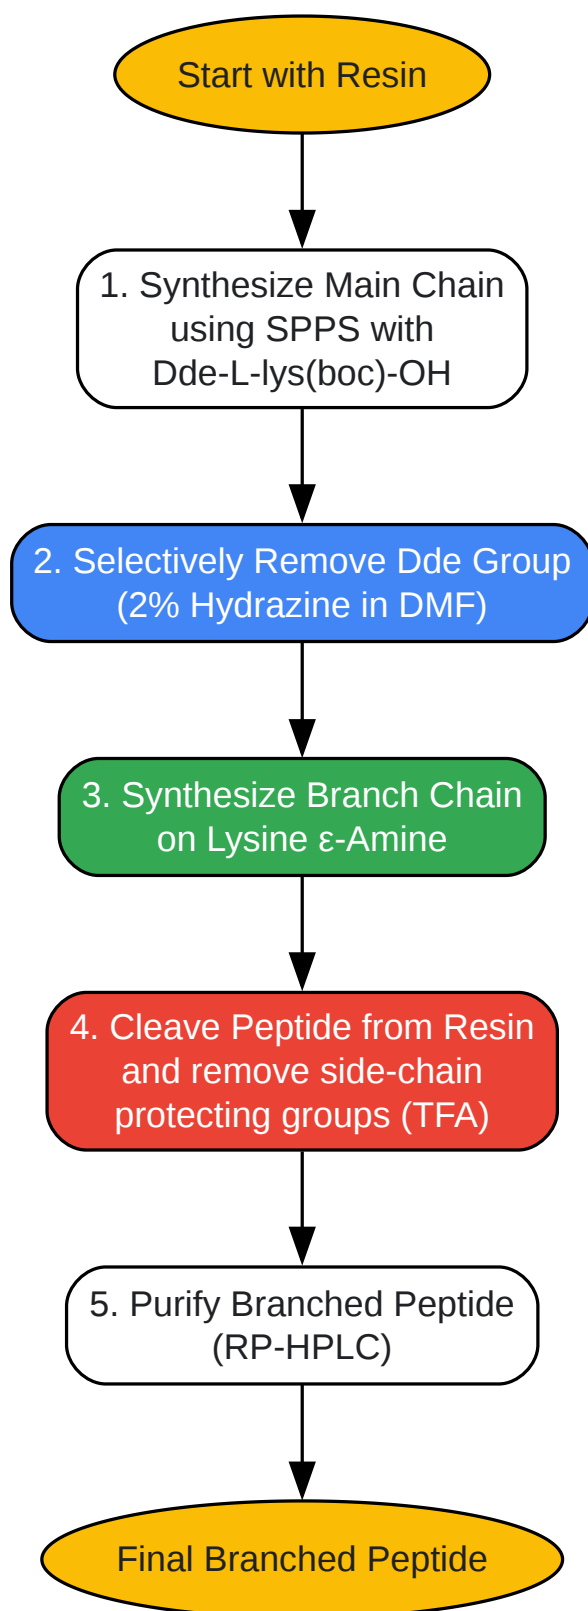 Start with Resin
1. Synthesize Main Chain
using SPPS with
Dde-L-lys(boc)-OH
2. Selectively Remove Dde Group
(2% Hydrazine in DMF)
3. Synthesize Branch Chain
on Lysine ε-Amine
4. Cleave Peptide from Resin
and remove side-chain
protecting groups (TFA)
5. Purify Branched Peptide
(RP-HPLC)
Final Branched Peptide